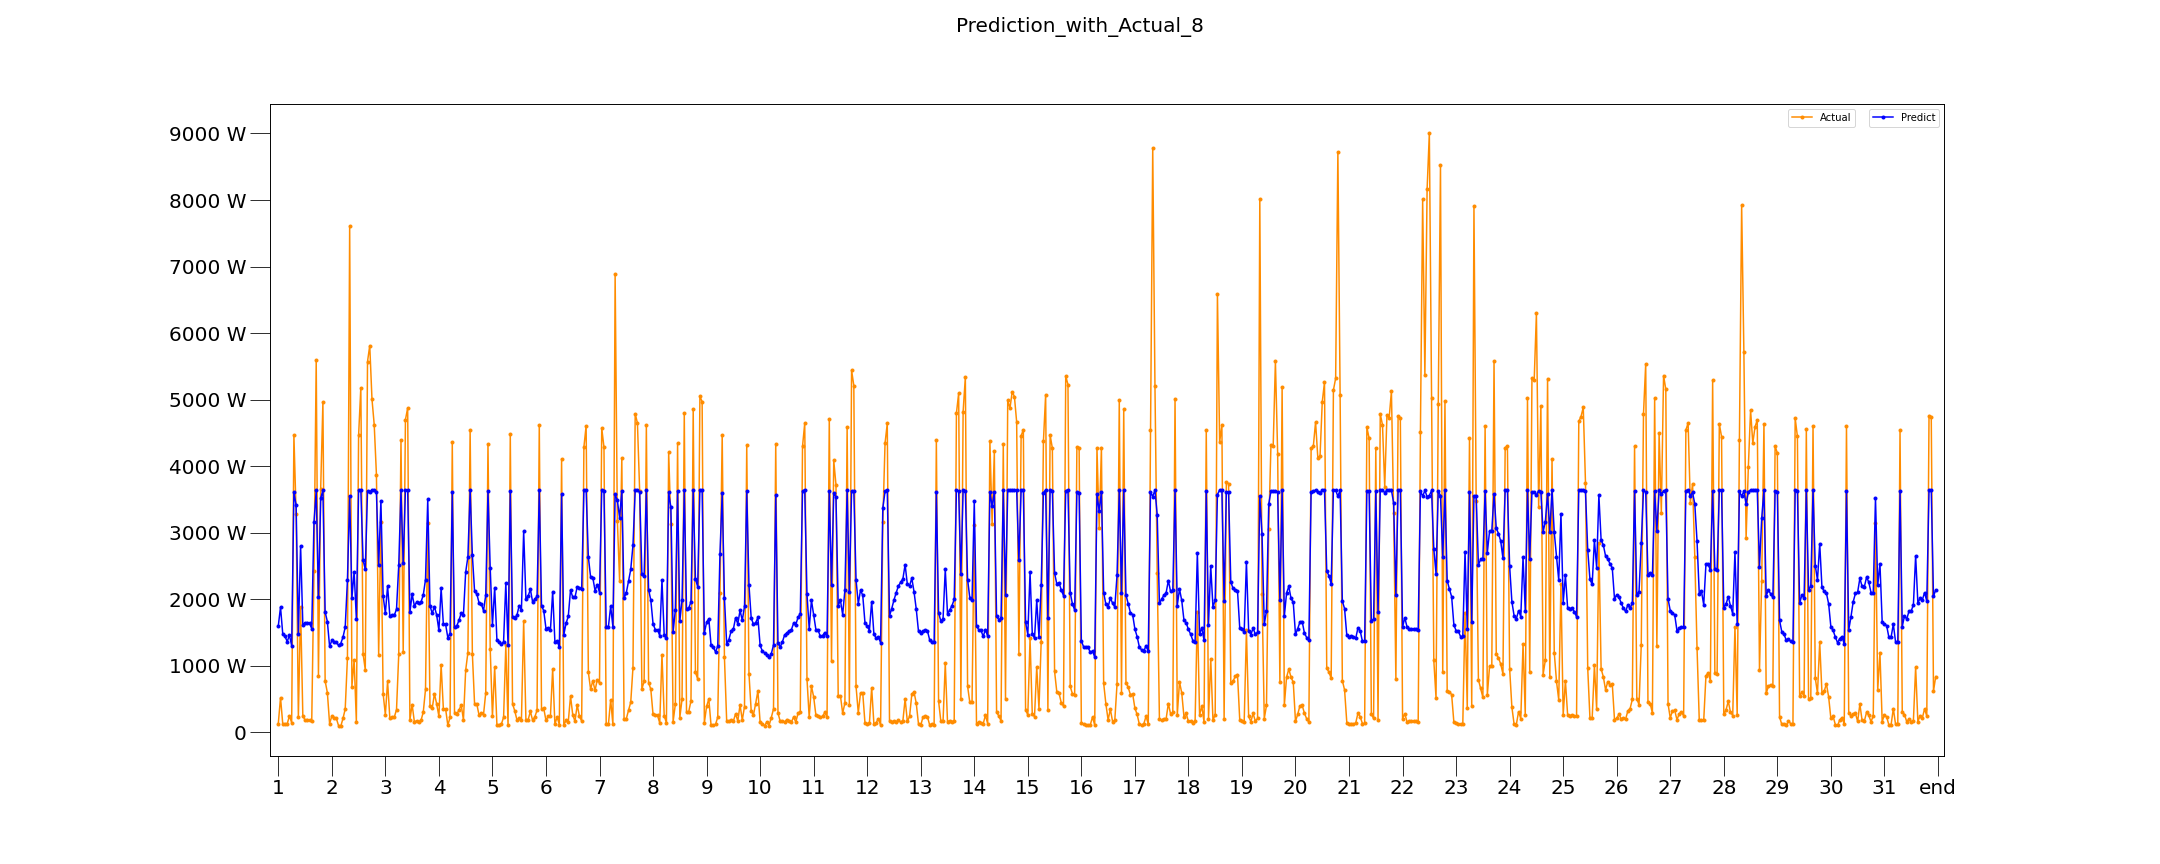 Prediction_with_Actual_8
Actual Predict
9000 W
8000 W
7000 W
6000 W
5000 W
4000 W
3000 W
2000 W
1000 W
0
1 2 3 4 5 6 7 8 9 10 11 12 13 14 15 16 17 18 19 20 21 22 23 24 25 26 27 28 29 30 31 end